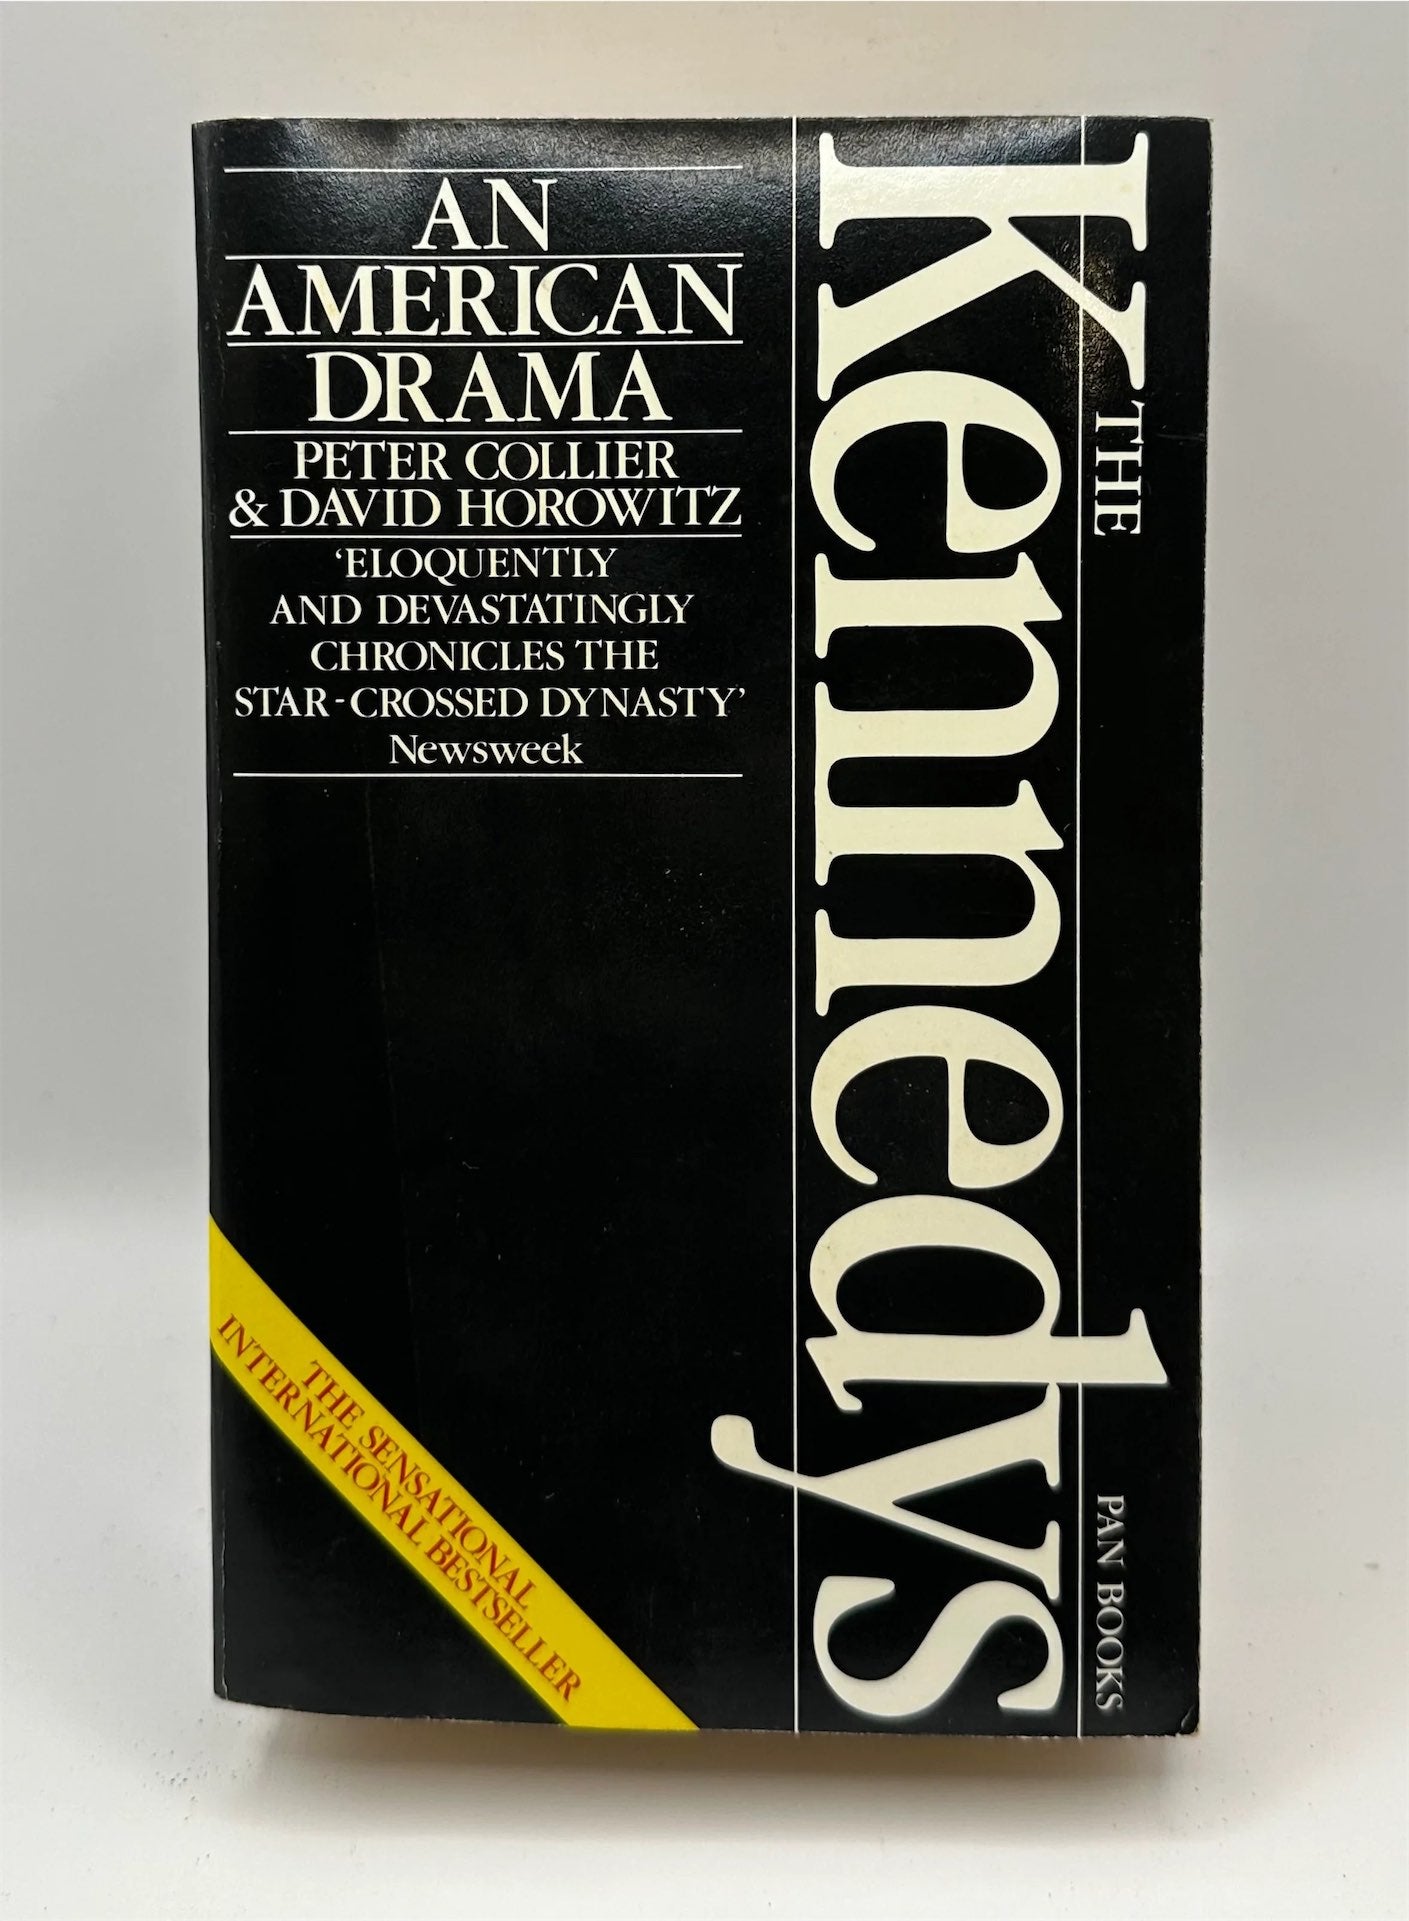 AN
AMERICAN
DRAMA
PETER COLLIER
& DAVID HOROWITZ
‘ELOQUENTLY
AND DEVASTATINGLY
CHRONICLES THE
STAR-CROSSED DYNASTY’
Newsweek
THE
Kennedys
PAN BOOKS
THE SENSATIONAL
INTERNATIONAL BESTSELLER